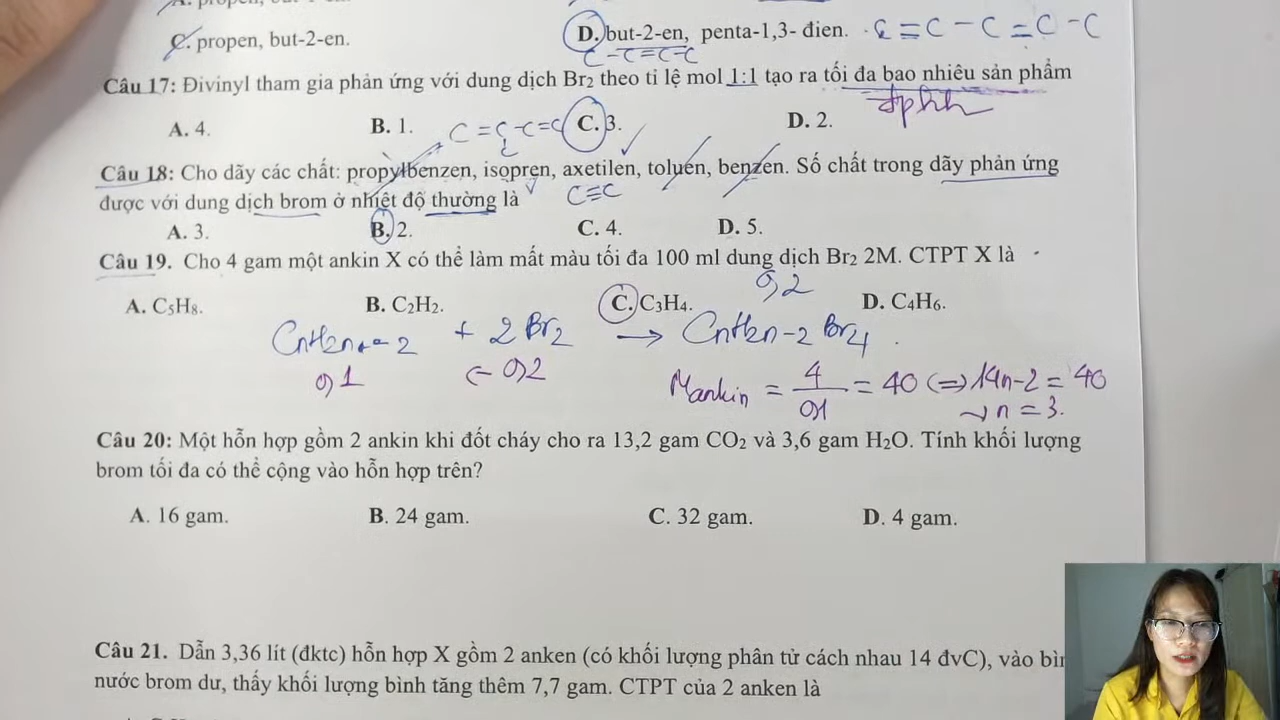 C. propen, but-2-en.
D. but-2-en, penta-1,3- đien. C = C - C = C - C
C - C = C - C
Câu 17: Đivinyl tham gia phản ứng với dung dịch Br₂ theo tỉ lệ mol 1:1 tạo ra tối đa bao nhiêu sản phẩm
đphh
A. 4. B. 1. C. 3. D. 2.
C = C - C = C
C
Câu 18: Cho dãy các chất: propylbenzen, isopren, axetilen, toluen, benzen. Số chất trong dãy phản ứng
được với dung dịch brom ở nhiệt độ thường là C≡C
A. 3. B. 2. C. 4. D. 5.
Câu 19. Cho 4 gam một ankin X có thể làm mất màu tối đa 100 ml dung dịch Br₂ 2M. CTPT X là
0,2
A. C₅H₈. B. C₂H₂. C. C₃H₄. D. C₄H₆.
CnH2n-2 + 2Br₂ → CnH2n-2Br₄
0,1 ← 0,2
Mankin = 4/0,1 = 40 ⇔ 14n-2 = 40
n = 3.
Câu 20: Một hỗn hợp gồm 2 ankin khi đốt cháy cho ra 13,2 gam CO₂ và 3,6 gam H₂O. Tính khối lượng
brom tối đa có thể cộng vào hỗn hợp trên?
A. 16 gam. B. 24 gam. C. 32 gam. D. 4 gam.
Câu 21. Dẫn 3,36 lít (đktc) hỗn hợp X gồm 2 anken (có khối lượng phân tử cách nhau 14 đvC), vào
nước brom dư, thấy khối lượng bình tăng thêm 7,7 gam. CTPT của 2 anken là